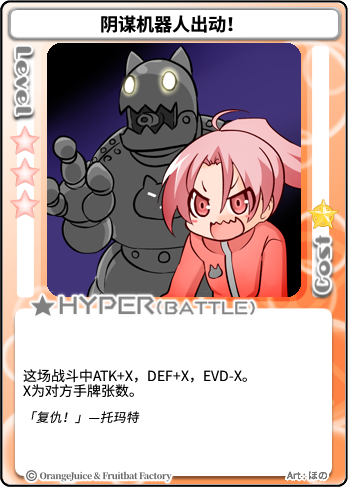 阴谋机器人出动！
Level
Cost
HYPER(BATTLE)
这场战斗中ATK+X，DEF+X，EVD-X。
X为对方手牌张数。
「复仇！」—托玛特
© OrangeJuice & Fruitbat Factory
Art : ほの